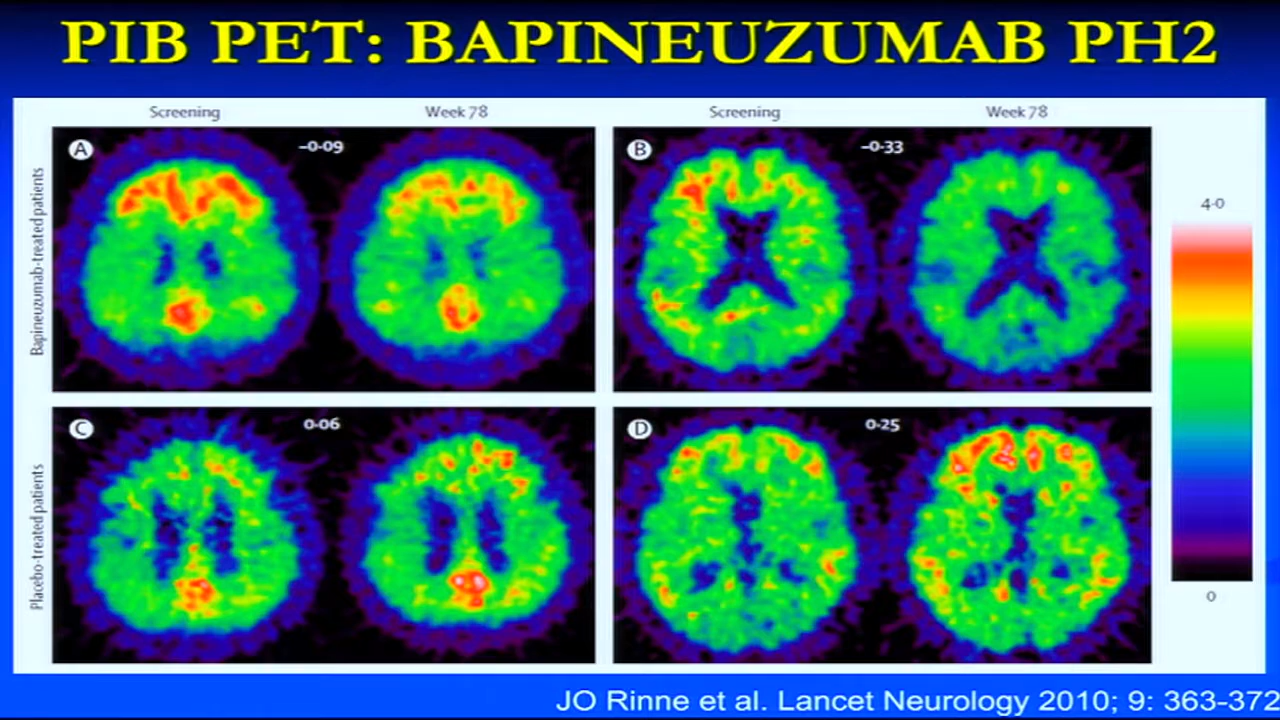 PIB PET: BAPINEUZUMAB PH2
Screening
Week 78
Screening
Week 78
Bapineuzumab-treated patients
A
–0·09
B
–0·33
4·0
Placebo-treated patients
C
0·06
D
0·25
0
JO Rinne et al. Lancet Neurology 2010; 9: 363-372